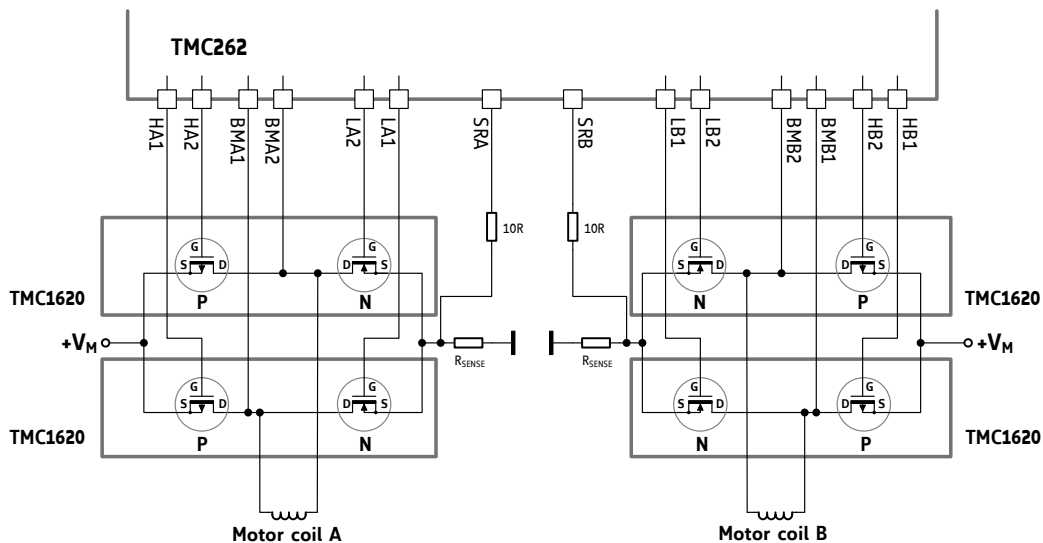 TMC262
HA1
HA2
BMA1
BMA2
LA2
LA1
SRA
SRB
LB1
LB2
BMB2
BMB1
HB2
HB1
10R
10R
G
S D
P
G
D S
N
G
S D
N
G
D S
P
TMC1620
TMC1620
+VM
RSENSE
RSENSE
+VM
G
S D
P
G
D S
N
G
S D
N
G
D S
P
TMC1620
TMC1620
Motor coil A
Motor coil B